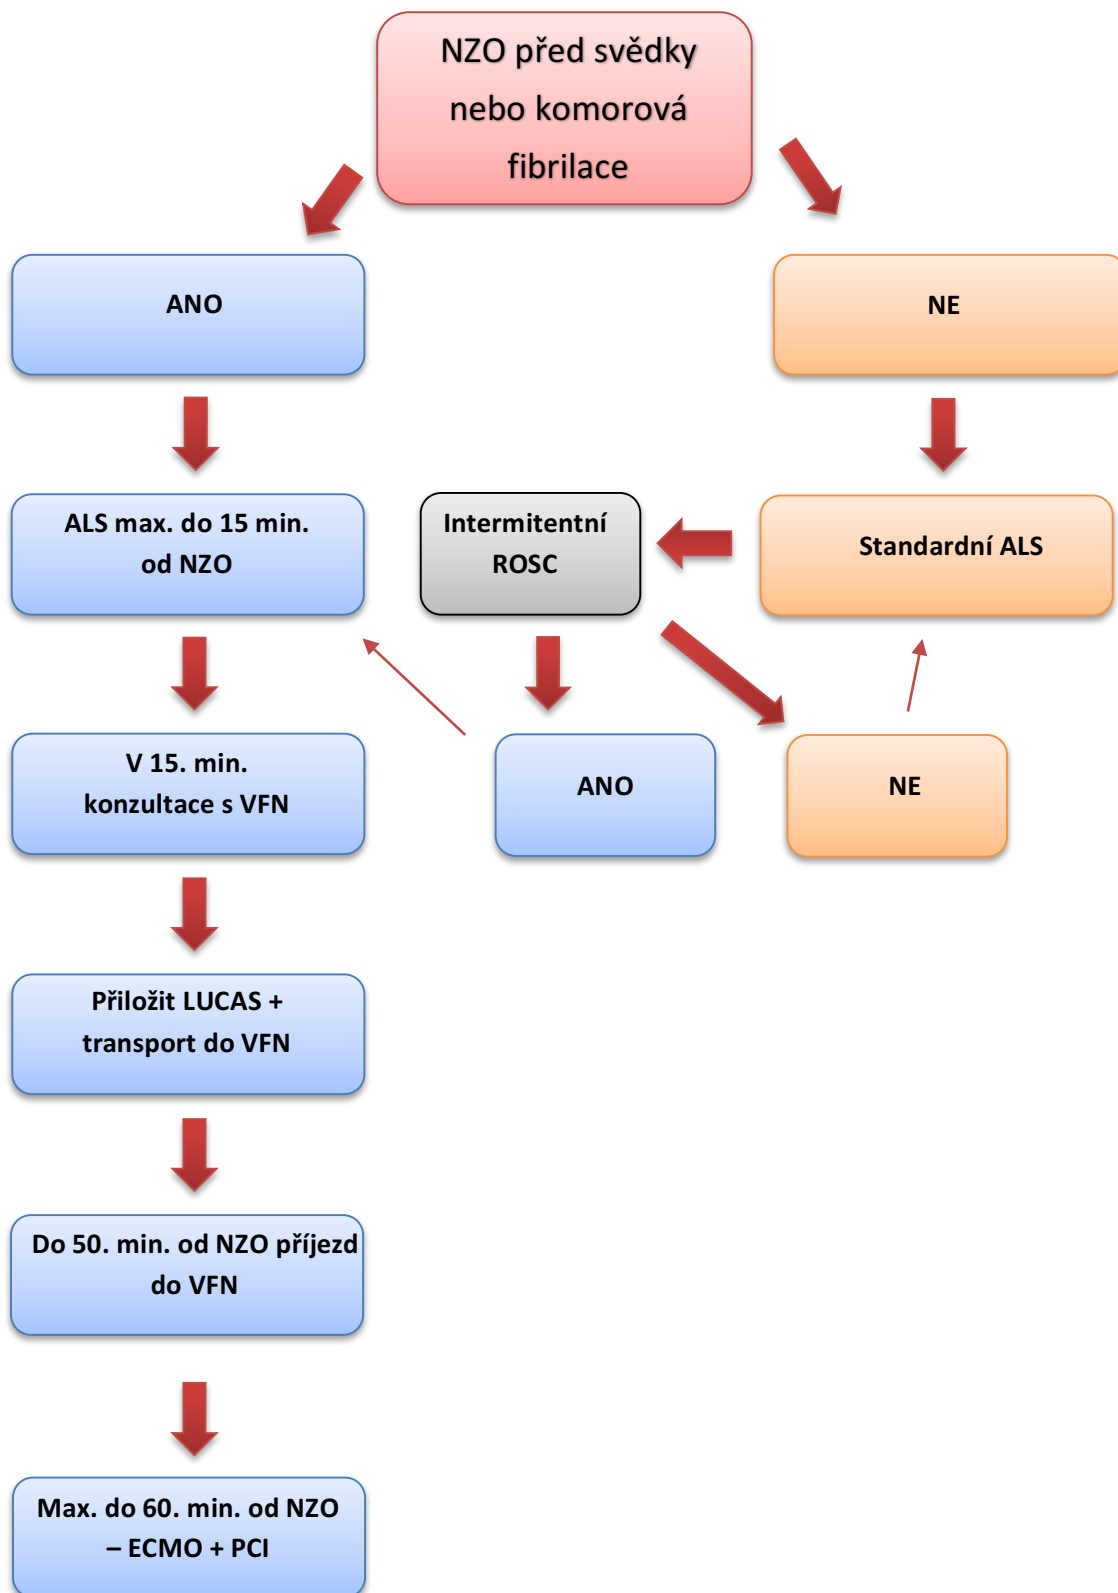 NZO před svědky
nebo komorová
fibrilace
ANO
NE
ALS max. do 15 min.
od NZO
Intermitentní
ROSC
Standardní ALS
V 15. min.
konzultace s VFN
ANO
NE
Přiložit LUCAS +
transport do VFN
Do 50. min. od NZO příjezd
do VFN
Max. do 60. min. od NZO
– ECMO + PCI